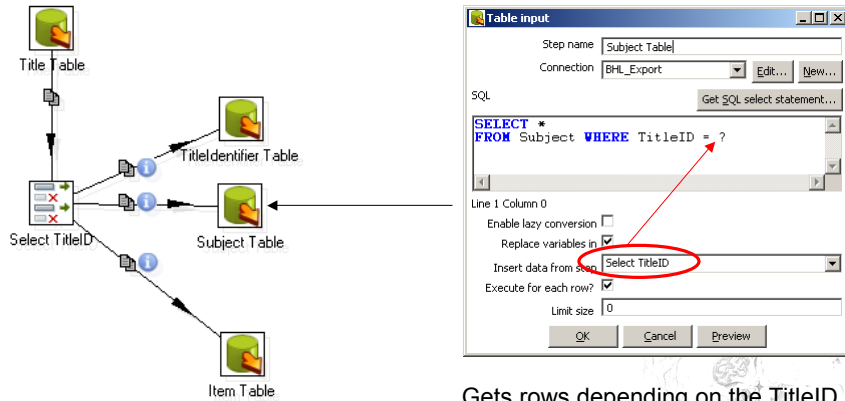 Title Table
TitleIdentifier Table
Select TitleID
Subject Table
Item Table
Table input
Step name Subject Table
Connection BHL_Export Edit... New...
SQL Get SQL select statement...
SELECT *
FROM Subject WHERE TitleID = ?
Line 1 Column 0
Enable lazy conversion
Replace variables in
Insert data from step Select TitleID
Execute for each row?
Limit size 0
OK Cancel Preview
Gets rows depending on the TitleID